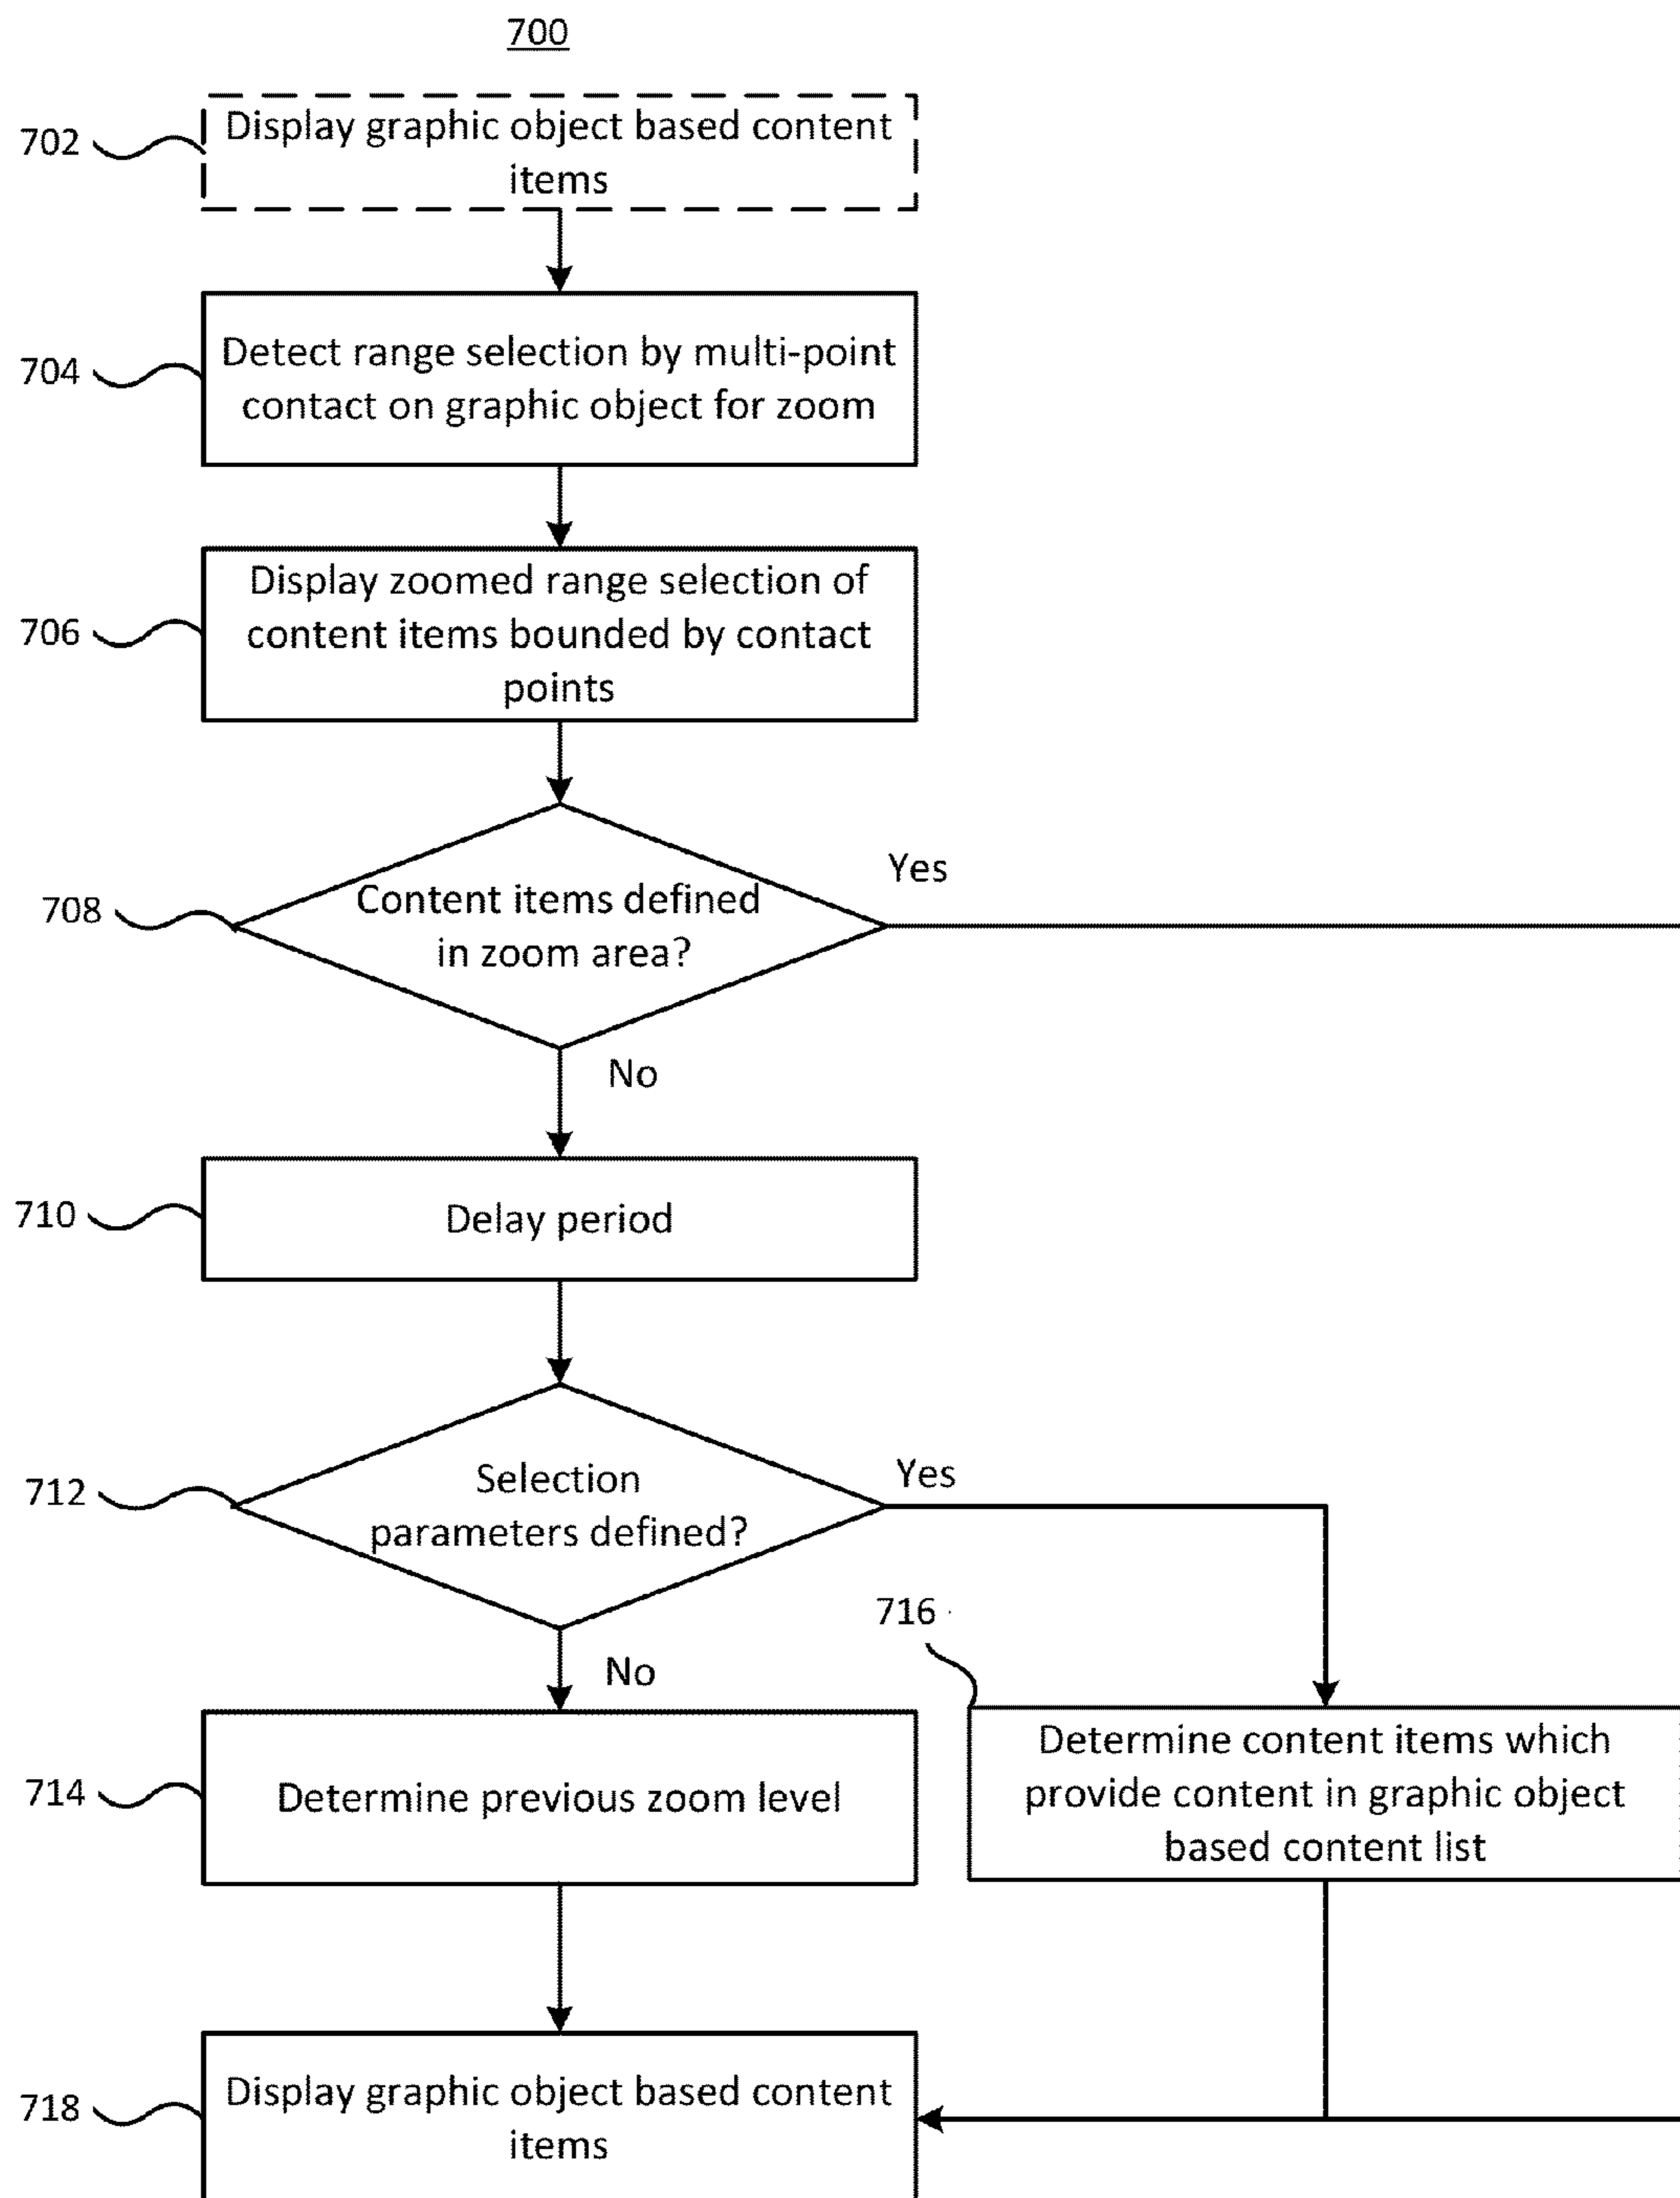 700
702
Display graphic object based content
items
704
Detect range selection by multi-point
contact on graphic object for zoom
706
Display zoomed range selection of
content items bounded by contact
points
708
Content items defined
in zoom area?
Yes
No
710
Delay period
712
Selection
parameters defined?
Yes
No
716
714
Determine previous zoom level
Determine content items which
provide content in graphic object
based content list
718
Display graphic object based content
items